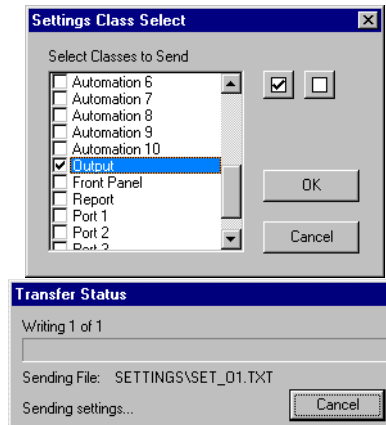 Settings Class Select
Select Classes to Send
Automation 6
Automation 7
Automation 8
Automation 9
Automation 10
Output
Front Panel
Report
Port 1
Port 2
Port 3
OK
Cancel
Transfer Status
Writing 1 of 1
Sending File: SETTINGS\SET_01.TXT
Sending settings...
Cancel